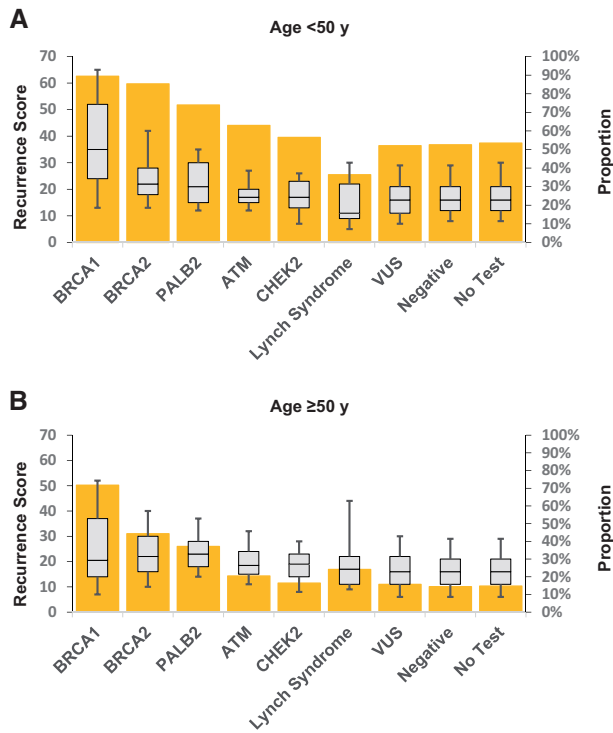 A
Age <50 y
70
60
50
40
30
20
10
0
Recurrence Score
100%
90%
80%
70%
60%
50%
40%
30%
20%
10%
0%
Proportion
BRCA1
BRCA2
PALB2
ATM
CHEK2
Lynch Syndrome
VUS
Negative
No Test
B
Age ≥50 y
70
60
50
40
30
20
10
0
Recurrence Score
100%
90%
80%
70%
60%
50%
40%
30%
20%
10%
0%
Proportion
BRCA1
BRCA2
PALB2
ATM
CHEK2
Lynch Syndrome
VUS
Negative
No Test